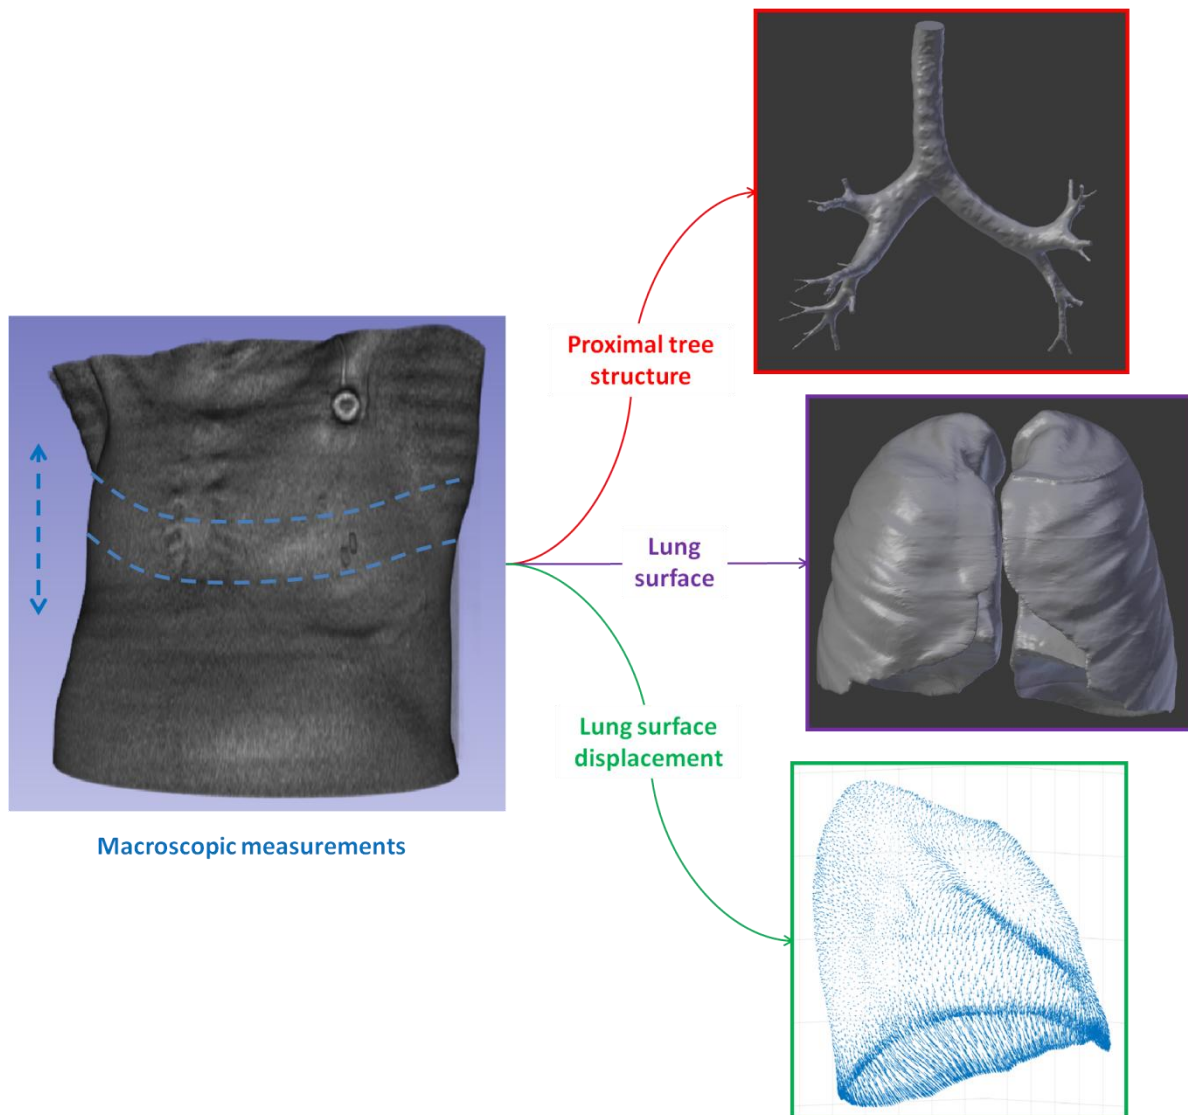 Proximal tree
structure
Lung
surface
Lung surface
displacement
Macroscopic measurements